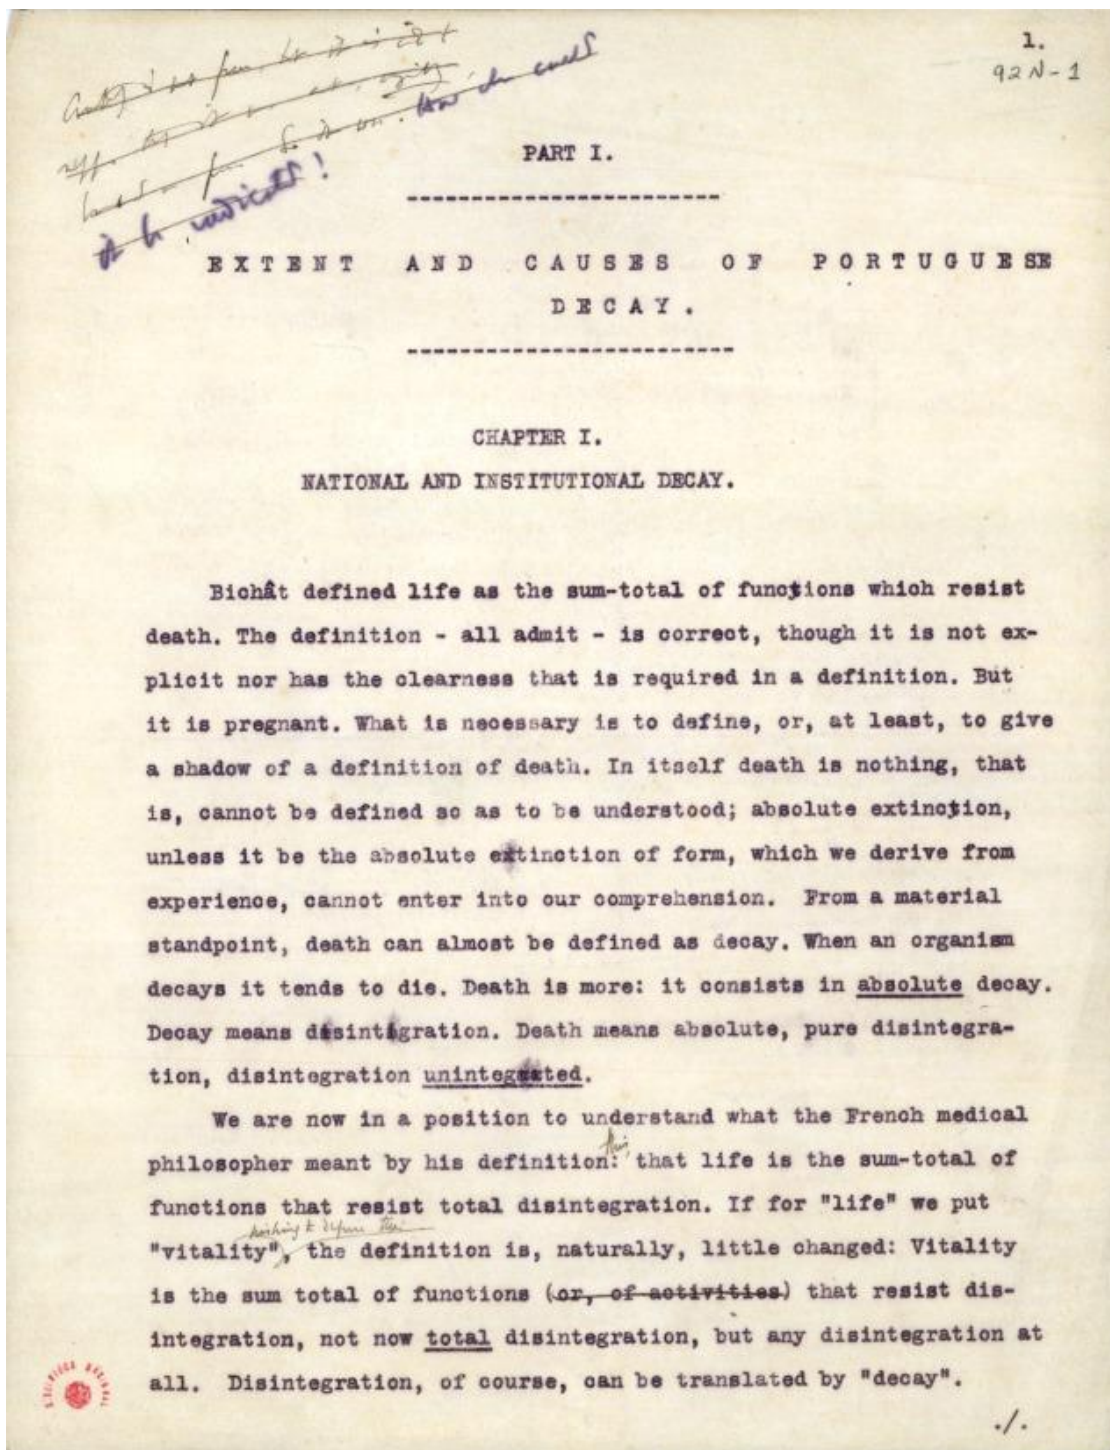 1.
92N-1
PART I.
------------------------
EXTENT AND CAUSES OF PORTUGUESE
DECAY.
-------------------------
CHAPTER I.
NATIONAL AND INSTITUTIONAL DECAY.
Bichât defined life as the sum-total of functions which resist
death. The definition - all admit - is correct, though it is not ex-
plicit nor has the clearness that is required in a definition. But
it is pregnant. What is necessary is to define, or, at least, to give
a shadow of a definition of death. In itself death is nothing, that
is, cannot be defined so as to be understood; absolute extinction,
unless it be the absolute extinction of form, which we derive from
experience, cannot enter into our comprehension. From a material
standpoint, death can almost be defined as decay. When an organism
decays it tends to die. Death is more: it consists in absolute decay.
Decay means disintigration. Death means absolute, pure disintegra-
tion, disintegration unintegrated.
We are now in a position to understand what the French medical
this,
philosopher meant by his definition: that life is the sum-total of
functions that resist total disintegration. If for "life" we put
wishing to define this
"vitality", the definition is, naturally, little changed: Vitality
is the sum total of functions (or, of activities) that resist dis-
integration, not now total disintegration, but any disintegration at
all. Disintegration, of course, can be translated by "decay".
./.